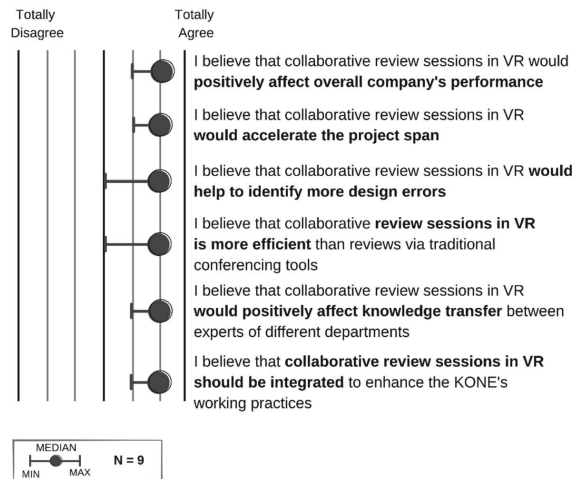 Totally
Disagree
Totally
Agree
I believe that collaborative review sessions in VR would
positively affect overall company's performance
I believe that collaborative review sessions in VR
would accelerate the project span
I believe that collaborative review sessions in VR would
help to identify more design errors
I believe that collaborative review sessions in VR
is more efficient than reviews via traditional
conferencing tools
I believe that collaborative review sessions in VR
would positively affect knowledge transfer between
experts of different departments
I believe that collaborative review sessions in VR
should be integrated to enhance the KONE's
working practices
MEDIAN
MIN
MAX
N = 9